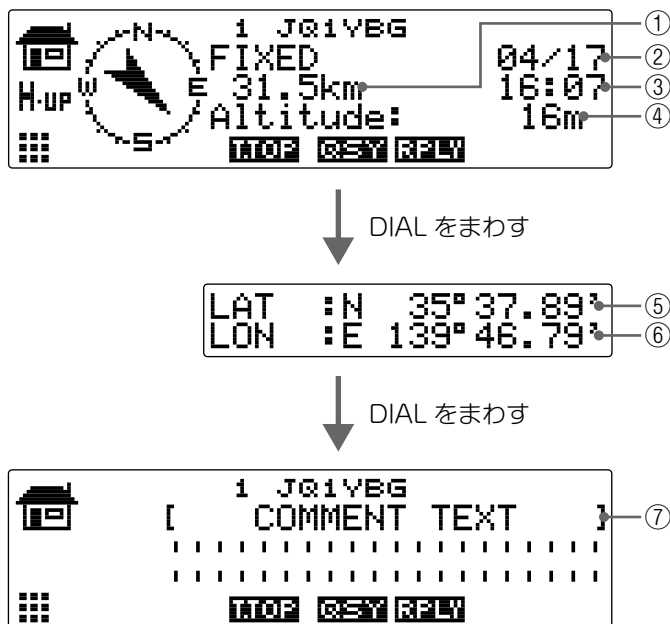 1 JQ1YBG ①
FIXED 04/17 ②
31.5km 16:07 ③
Altitude: 16m ④
N
W E
S
H・UP
T.TOP QSY RPLY
DIAL をまわす
LAT :N 35°37.89' ⑤
LON :E 139°46.79' ⑥
DIAL をまわす
1 JQ1YBG
[ COMMENT TEXT ] ⑦
T.TOP QSY RPLY